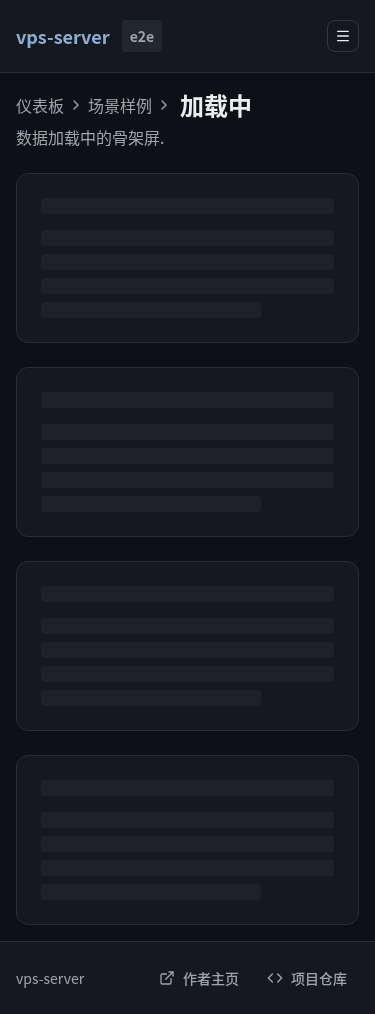 vps-server e2e
仪表板 场景样例 加载中
数据加载中的骨架屏.
vps-server 作者主页 项目仓库